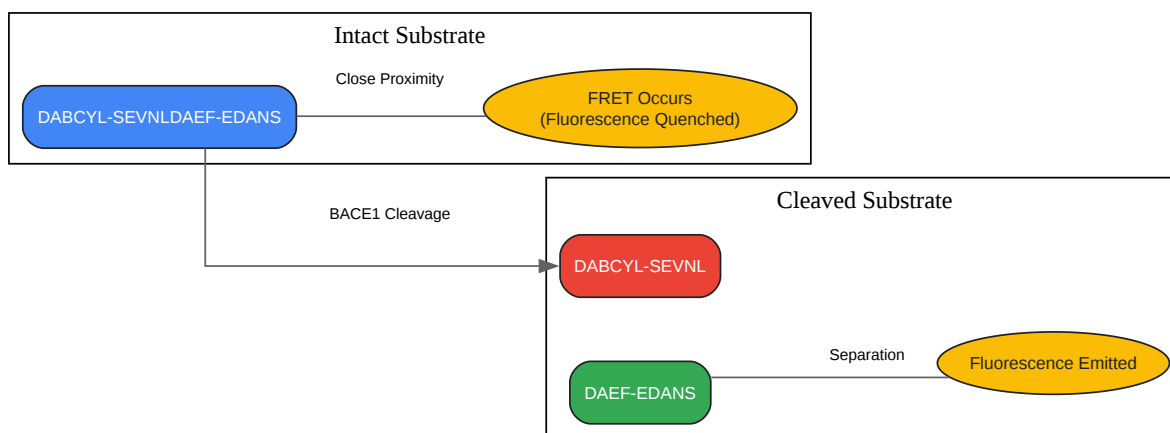 Intact Substrate
Close Proximity
DABCYL-SEVNLDAEF-EDANS
FRET Occurs
(Fluorescence Quenched)
BACE1 Cleavage
Cleaved Substrate
DABCYL-SEVNL
Separation
DAEF-EDANS
Fluorescence Emitted